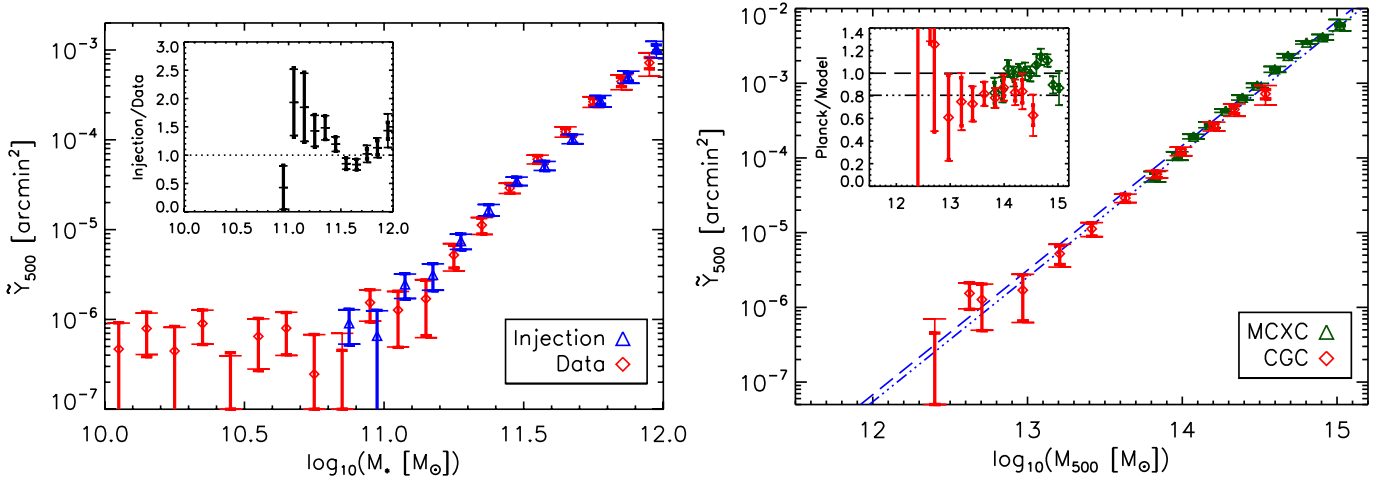 10⁻³
10⁻⁴
10⁻⁵
10⁻⁶
10⁻⁷
Ỹ₅₀₀ [arcmin²]
10.0 10.5 11.0 11.5 12.0
log₁₀(M* [M⊙])
3.0
2.5
2.0
1.5
1.0
0.5
0.0
Injection/Data
10.0 10.5 11.0 11.5 12.0
Injection
Data
10⁻²
10⁻³
10⁻⁴
10⁻⁵
10⁻⁶
10⁻⁷
Ỹ₅₀₀ [arcmin²]
12 13 14 15
log₁₀(M₅₀₀ [M⊙])
1.4
1.2
1.0
0.8
0.6
0.4
0.2
0.0
Planck/Model
12 13 14 15
MCXC
CGC